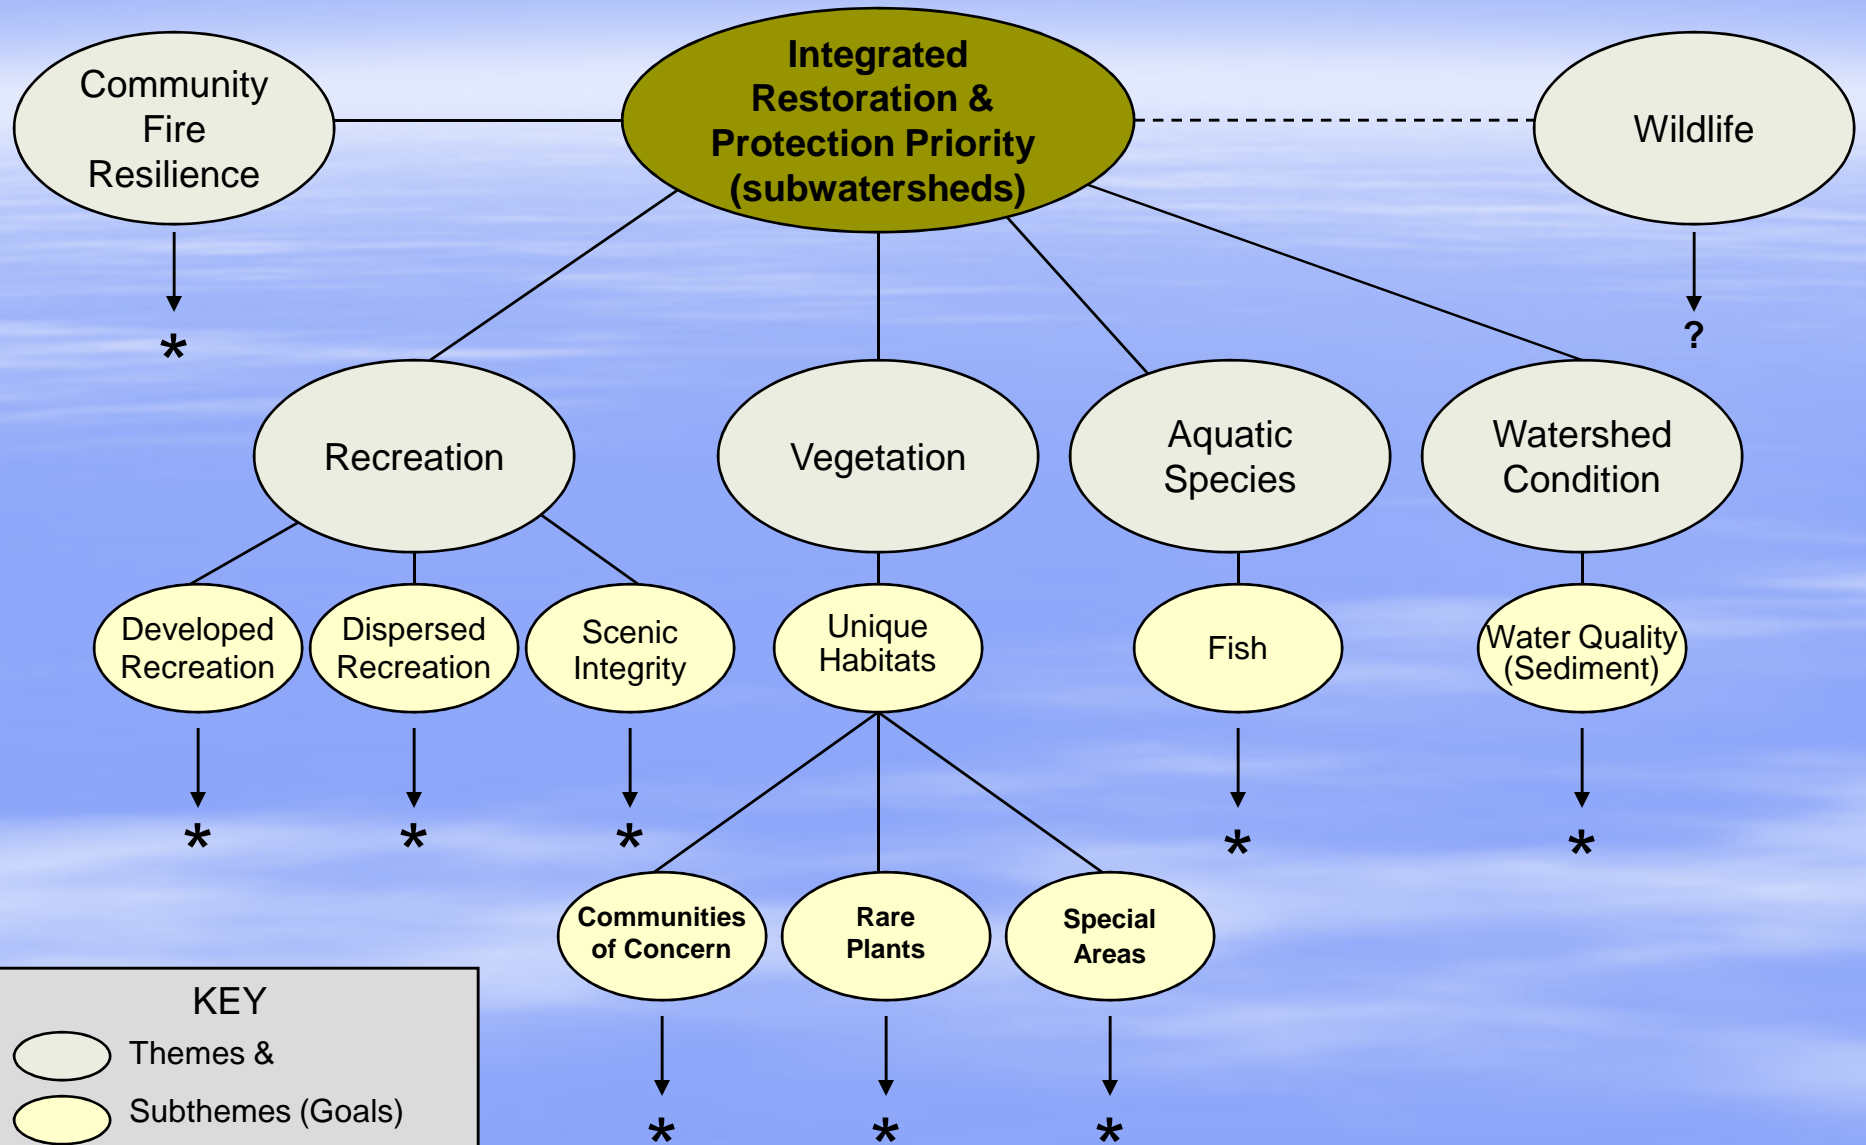 Community
Fire
Resilience
Integrated
Restoration &
Protection Priority
(subwatersheds)
Wildlife
*
?
Recreation
Vegetation
Aquatic
Species
Watershed
Condition
Developed
Recreation
Dispersed
Recreation
Scenic
Integrity
Unique
Habitats
Fish
Water Quality
(Sediment)
*
*
*
*
*
Communities
of Concern
Rare
Plants
Special
Areas
*
*
*
KEY
Themes &
Subthemes (Goals)